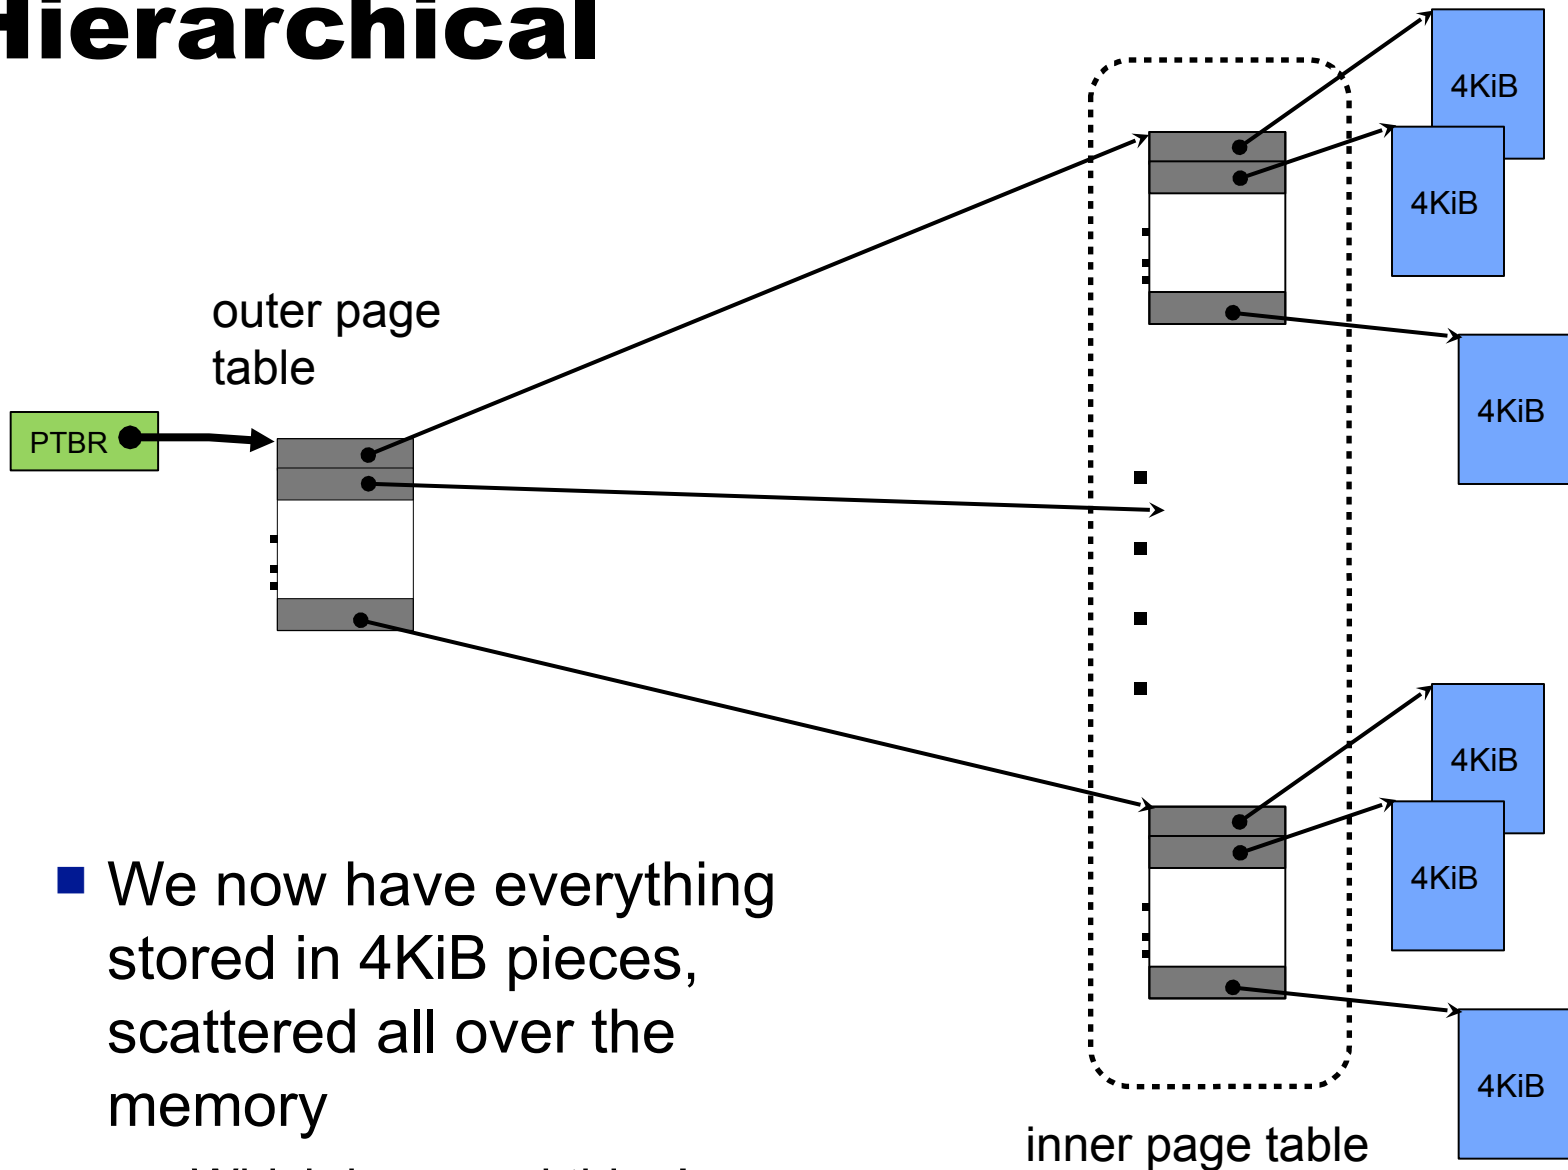 Hierarchical
4KiB
4KiB
4KiB
outer page
table
PTBR
4KiB
4KiB
4KiB
We now have everything
stored in 4KiB pieces,
scattered all over the
memory
inner page table